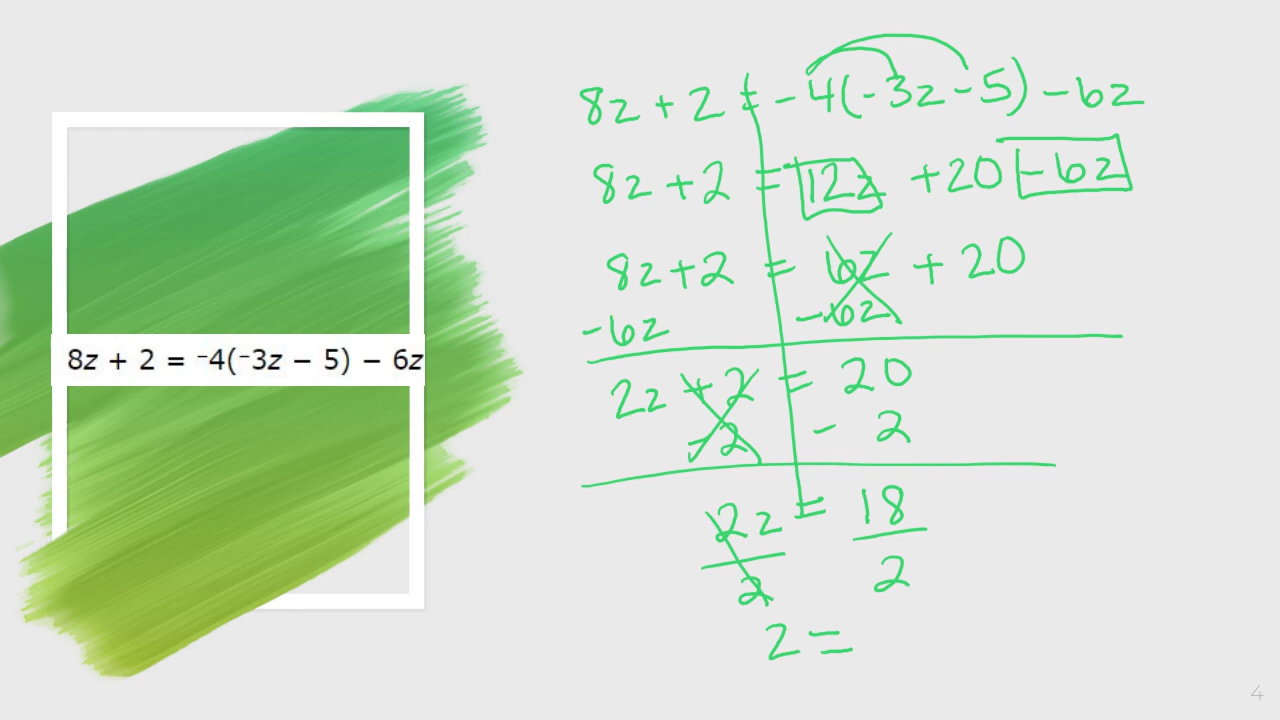 8z + 2 = ⁻4(⁻3z − 5) − 6z
8z + 2 = -4(-3z - 5) - 6z
8z + 2 = 12z + 20 - 6z
8z + 2 = 6z + 20
-6z -6z
2z + 2 = 20
-2 - 2
2z = 18
2 2
z =
4